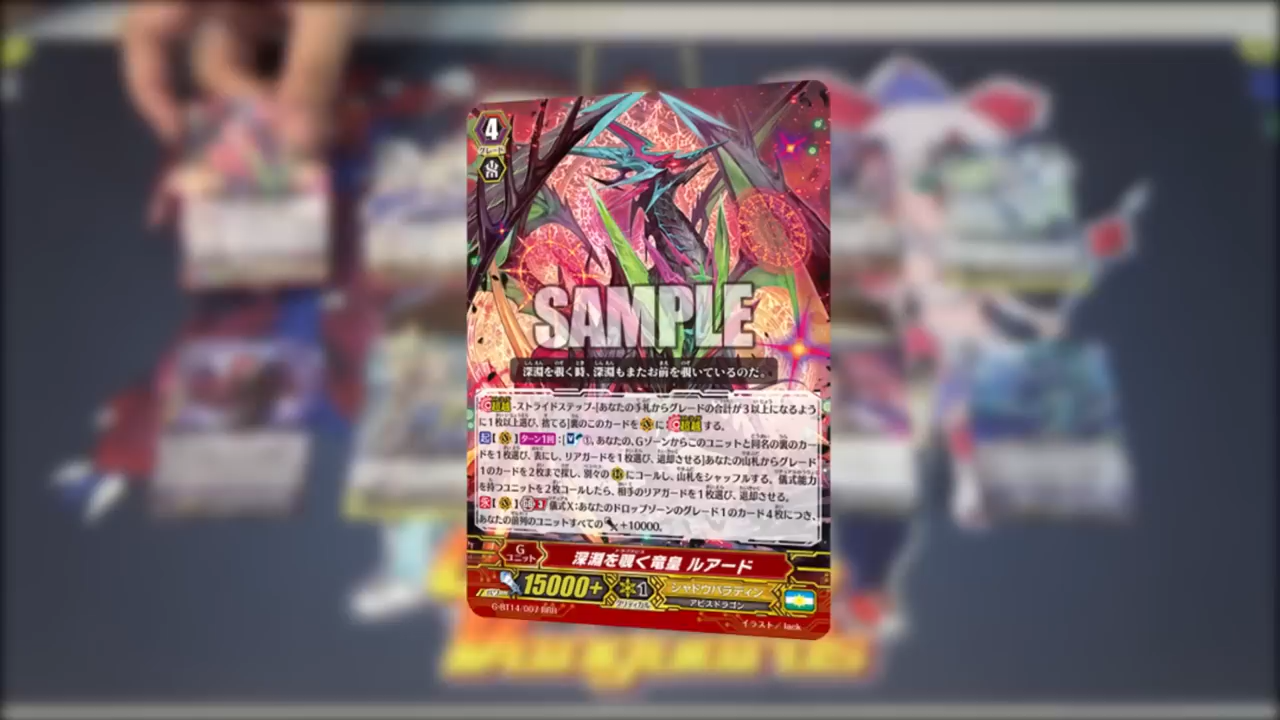 4
グレード
SAMPLE
深淵を覗く時、深淵もまたお前を覗いているのだ。
G超越-ストライドステップ-[あなたの手札からグレードの合計が3以上になるよう
に1枚以上選び、捨てる]裏のこのカードを Ⓥ にG超越する。
起【Ⓥ】ターン1回:[①、あなたの、Gゾーンからこのユニットと同名の裏のカー
ドを1枚選び、表にし、リアガードを1枚選び、退却させる]あなたの山札からグレード
1のカードを2枚まで探し、別々の Ⓡ にコールし、山札をシャッフルする。儀式能力
を持つユニットを2枚コールしたら、相手のリアガードを1枚選び、退却させる。
永【Ⓥ】 3 儀式X:あなたのドロップゾーンのグレード1のカード4枚につき、
あなたの前列のユニットすべての +10000。
G
ユニット
深淵を覗く竜皇 ルアード
15000+
1
クリティカル
シャドウパラディン
アビスドラゴン
G-BT14/007 RRR
イラスト/ lack